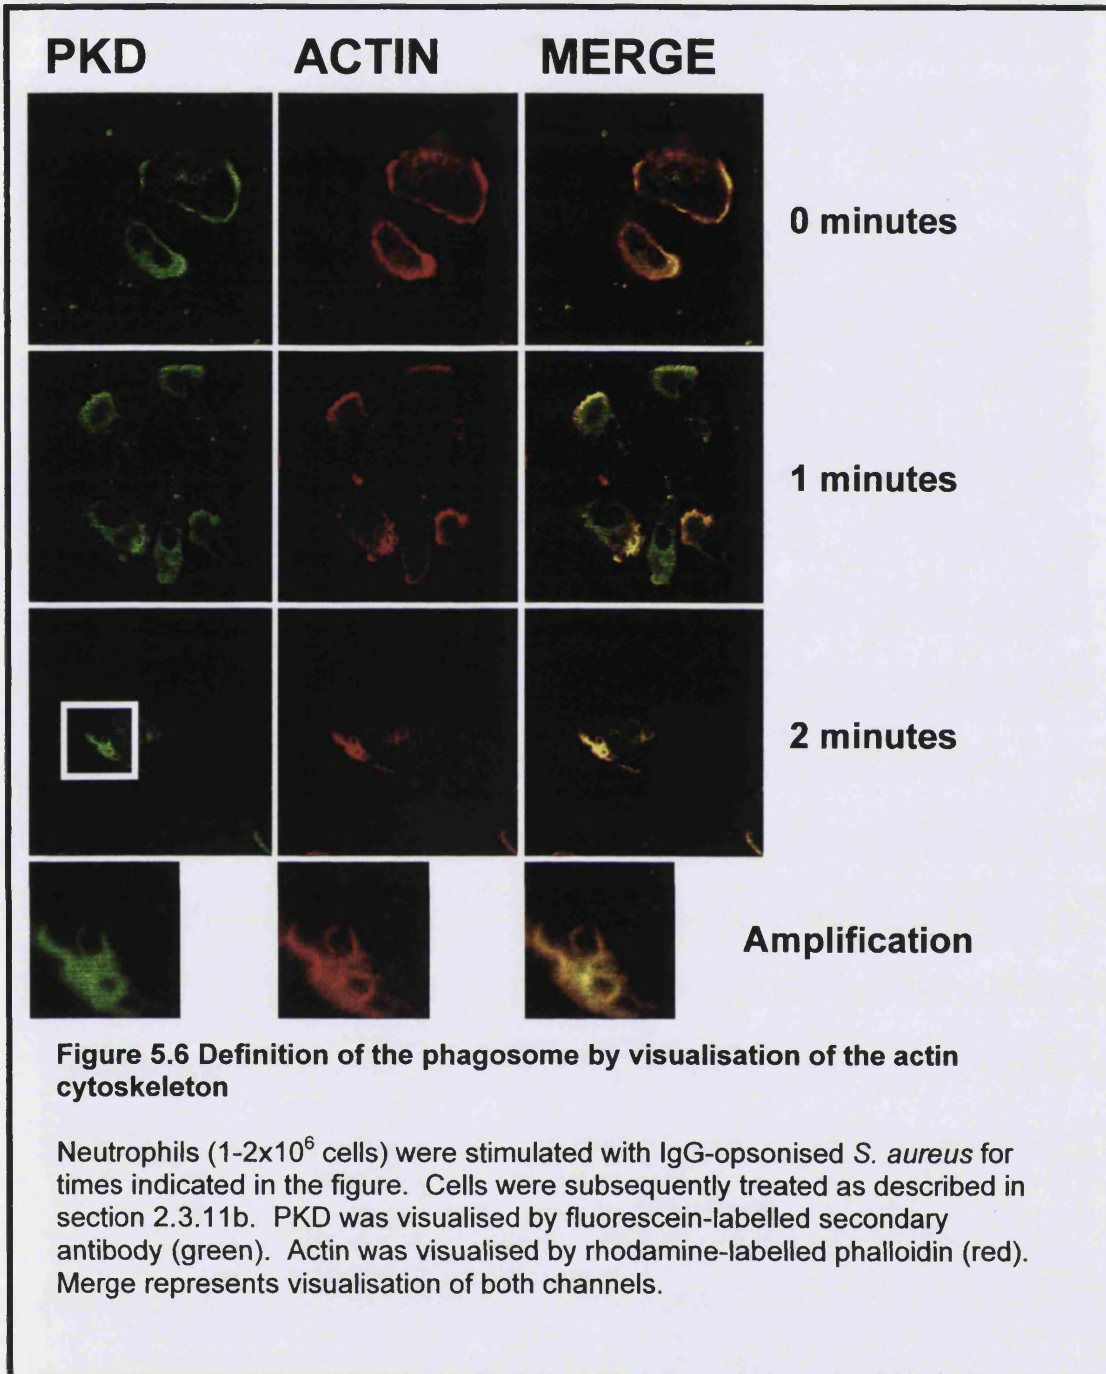 PKD ACTIN MERGE
0 minutes
1 minutes
2 minutes
Amplification
Figure 5.6 Definition of the phagosome by visualisation of the actin
cytoskeleton
Neutrophils (1-2x10⁶ cells) were stimulated with IgG-opsonised S. aureus for
times indicated in the figure. Cells were subsequently treated as described in
section 2.3.11b. PKD was visualised by fluorescein-labelled secondary
antibody (green). Actin was visualised by rhodamine-labelled phalloidin (red).
Merge represents visualisation of both channels.